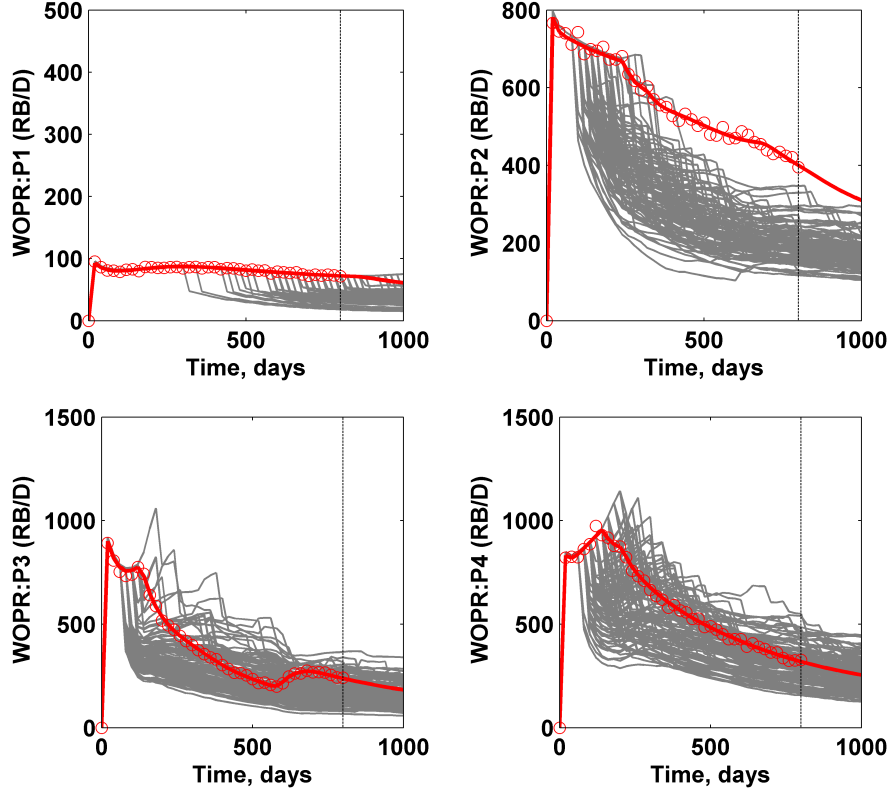 500
400
300
200
100
0
WOPR:P1 (RB/D)
0 500 1000
Time, days
800
600
400
200
0
WOPR:P2 (RB/D)
0 500 1000
Time, days
1500
1000
500
0
WOPR:P3 (RB/D)
0 500 1000
Time, days
1500
1000
500
0
WOPR:P4 (RB/D)
0 500 1000
Time, days